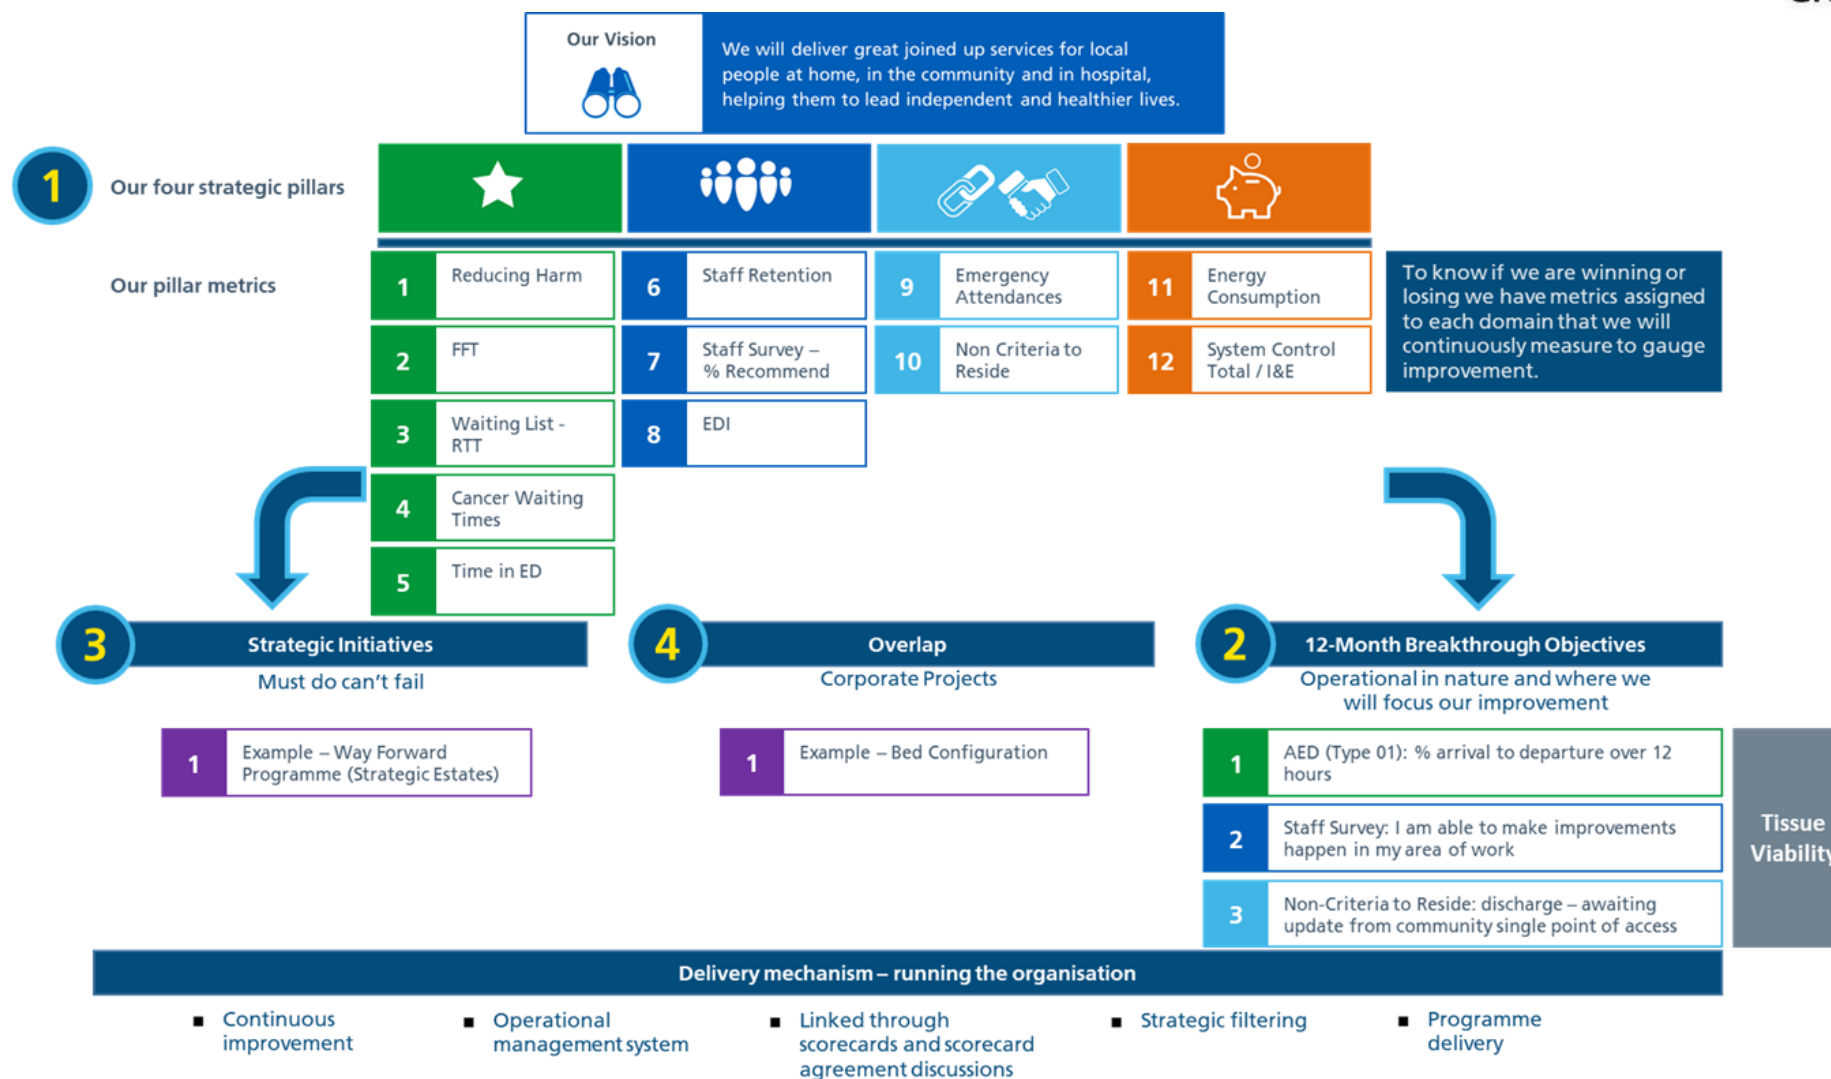 Our Vision
We will deliver great joined up services for local
people at home, in the community and in hospital,
helping them to lead independent and healthier lives.
1
Our four strategic pillars
Our pillar metrics
1
Reducing Harm
2
FFT
3
Waiting List -
RTT
4
Cancer Waiting
Times
5
Time in ED
6
Staff Retention
7
Staff Survey –
% Recommend
8
EDI
9
Emergency
Attendances
10
Non Criteria to
Reside
11
Energy
Consumption
12
System Control
Total / I&E
To know if we are winning or
losing we have metrics assigned
to each domain that we will
continuously measure to gauge
improvement.
3
Strategic Initiatives
Must do can't fail
1
Example – Way Forward
Programme (Strategic Estates)
4
Overlap
Corporate Projects
1
Example – Bed Configuration
2
12-Month Breakthrough Objectives
Operational in nature and where we
will focus our improvement
1
AED (Type 01): % arrival to departure over 12
hours
2
Staff Survey: I am able to make improvements
happen in my area of work
3
Non-Criteria to Reside: discharge – awaiting
update from community single point of access
Tissue
Viability
Delivery mechanism – running the organisation
▪ Continuous
improvement
▪ Operational
management system
▪ Linked through
scorecards and scorecard
agreement discussions
▪ Strategic filtering
▪ Programme
delivery